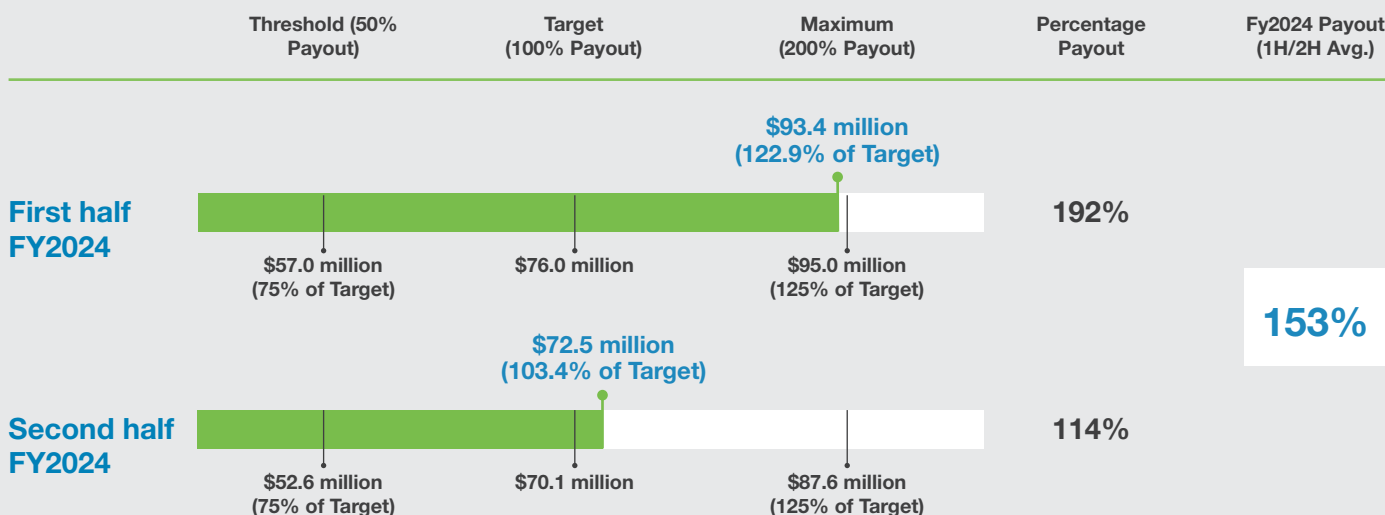 Threshold (50%
Payout)
Target
(100% Payout)
Maximum
(200% Payout)
Percentage
Payout
Fy2024 Payout
(1H/2H Avg.)
$93.4 million
(122.9% of Target)
First half
FY2024
192%
$57.0 million
(75% of Target)
$76.0 million
$95.0 million
(125% of Target)
153%
$72.5 million
(103.4% of Target)
Second half
FY2024
114%
$52.6 million
(75% of Target)
$70.1 million
$87.6 million
(125% of Target)